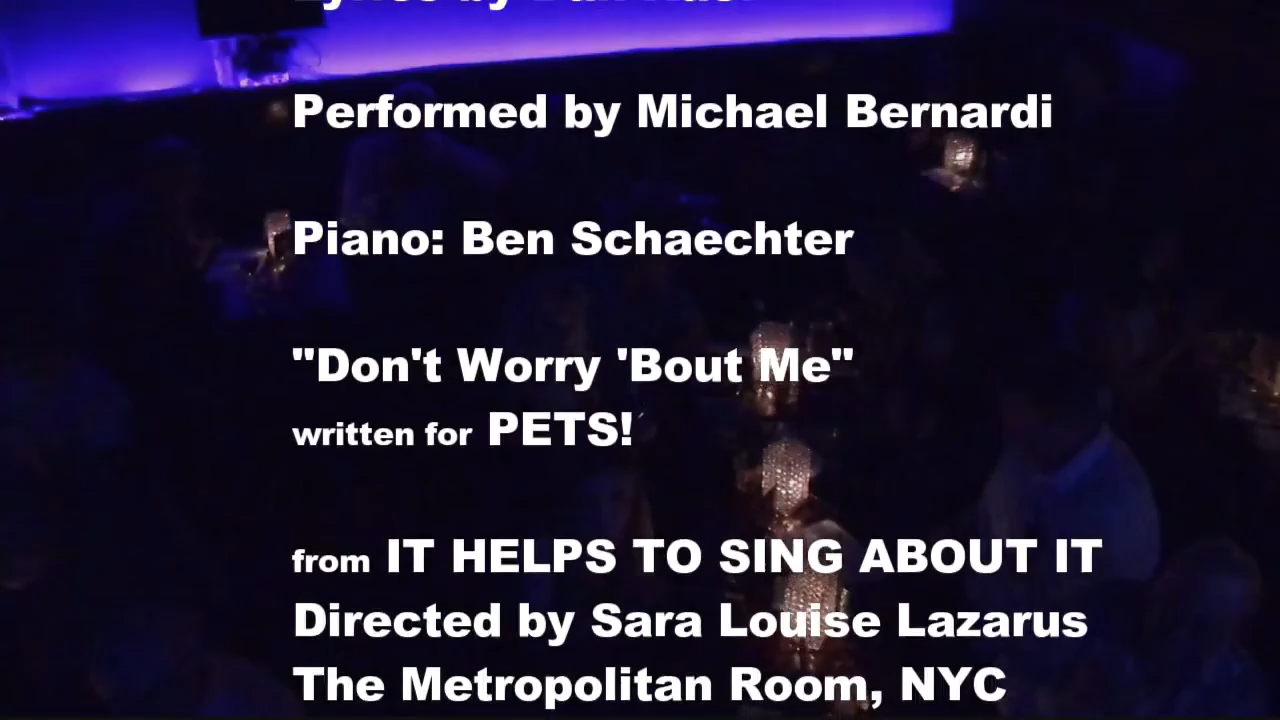 Performed by Michael Bernardi
Piano: Ben Schaechter
"Don't Worry 'Bout Me"
written for PETS!
from IT HELPS TO SING ABOUT IT
Directed by Sara Louise Lazarus
The Metropolitan Room, NYC